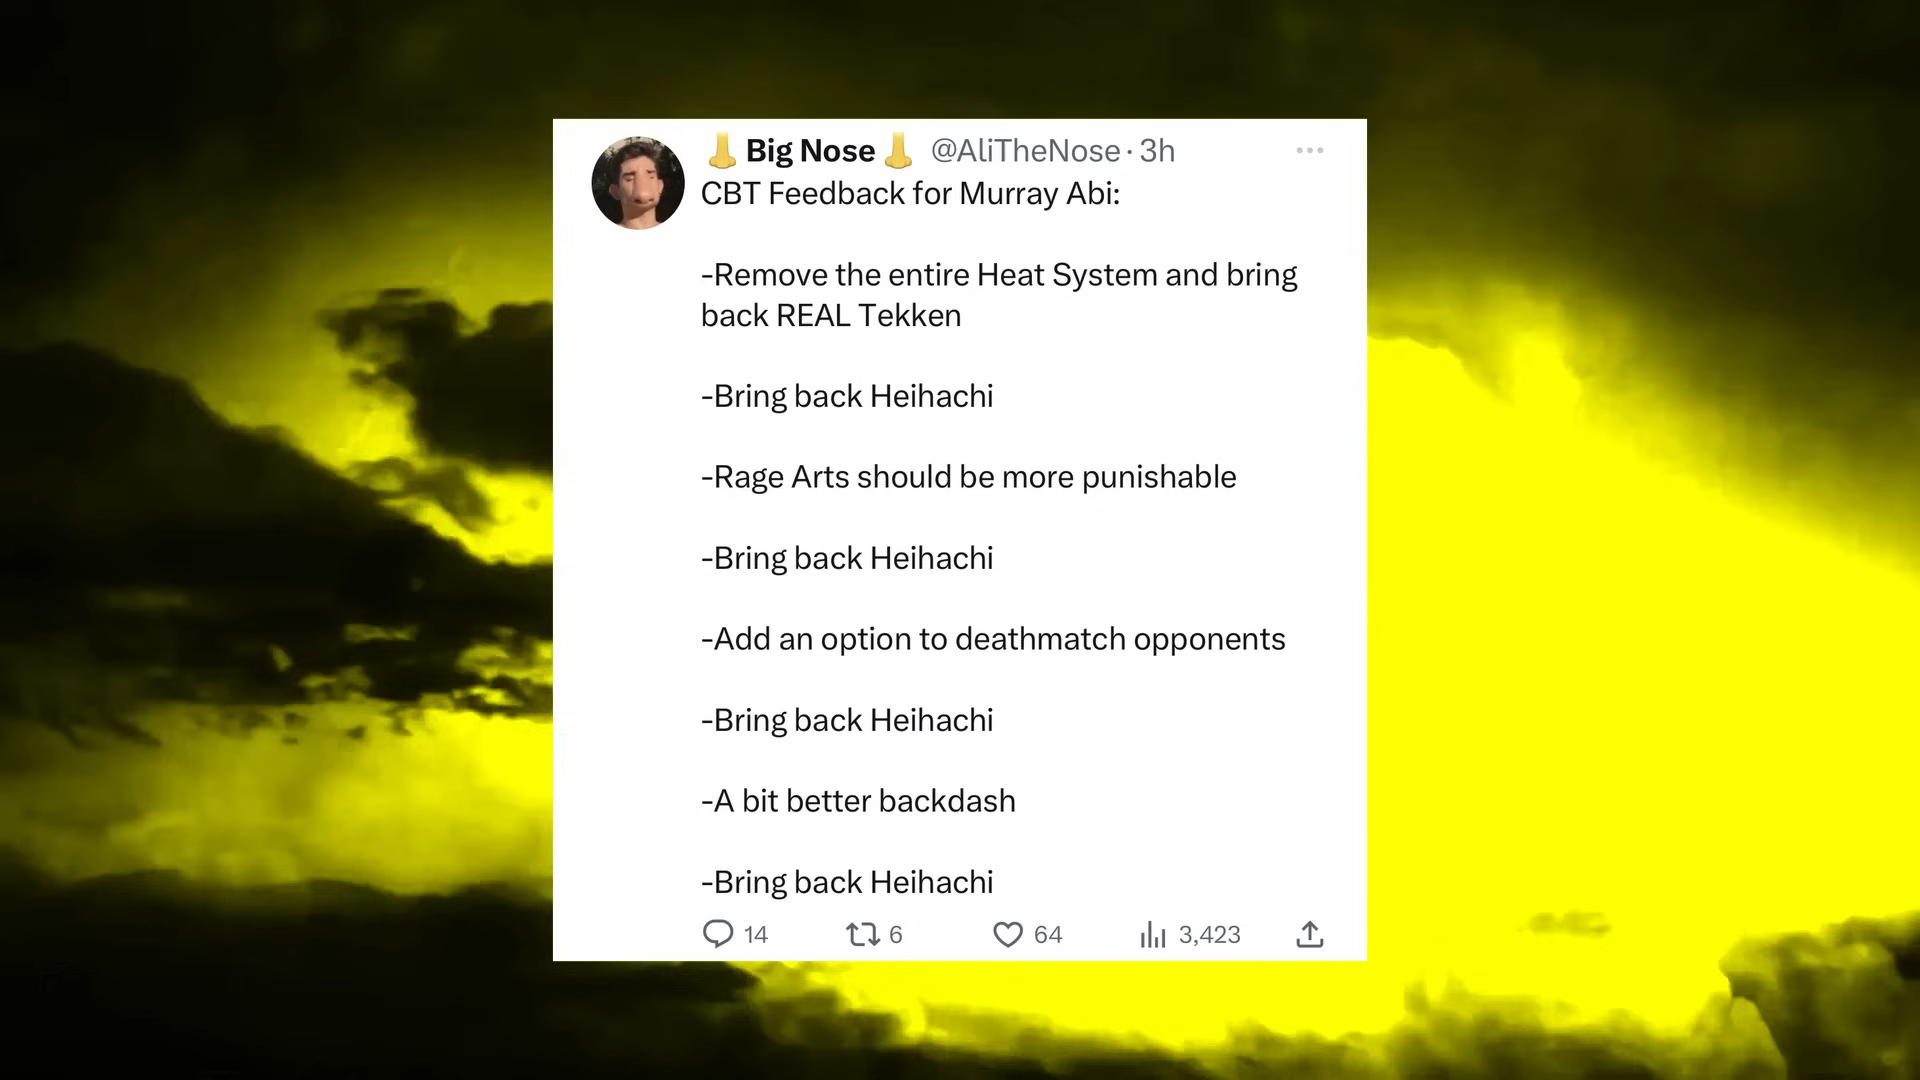 👃 Big Nose 👃 @AliTheNose · 3h
CBT Feedback for Murray Abi:
-Remove the entire Heat System and bring
back REAL Tekken
-Bring back Heihachi
-Rage Arts should be more punishable
-Bring back Heihachi
-Add an option to deathmatch opponents
-Bring back Heihachi
-A bit better backdash
-Bring back Heihachi
14 6 64 3,423